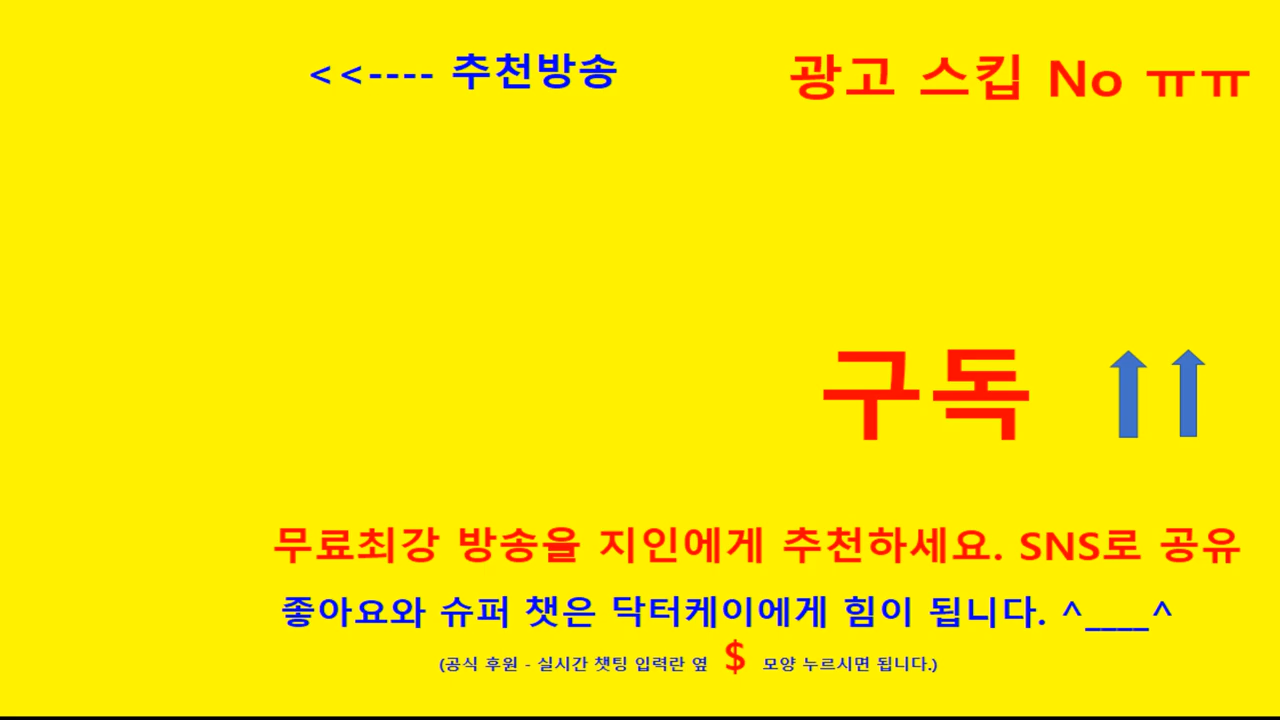 <<---- 추천방송
광고 스킵 No ㅠㅠ
구독
무료최강 방송을 지인에게 추천하세요. SNS로 공유
좋아요와 슈퍼 챗은 닥터케이에게 힘이 됩니다. ^____^
(공식 후원 - 실시간 챗팅 입력란 옆 $ 모양 누르시면 됩니다.)